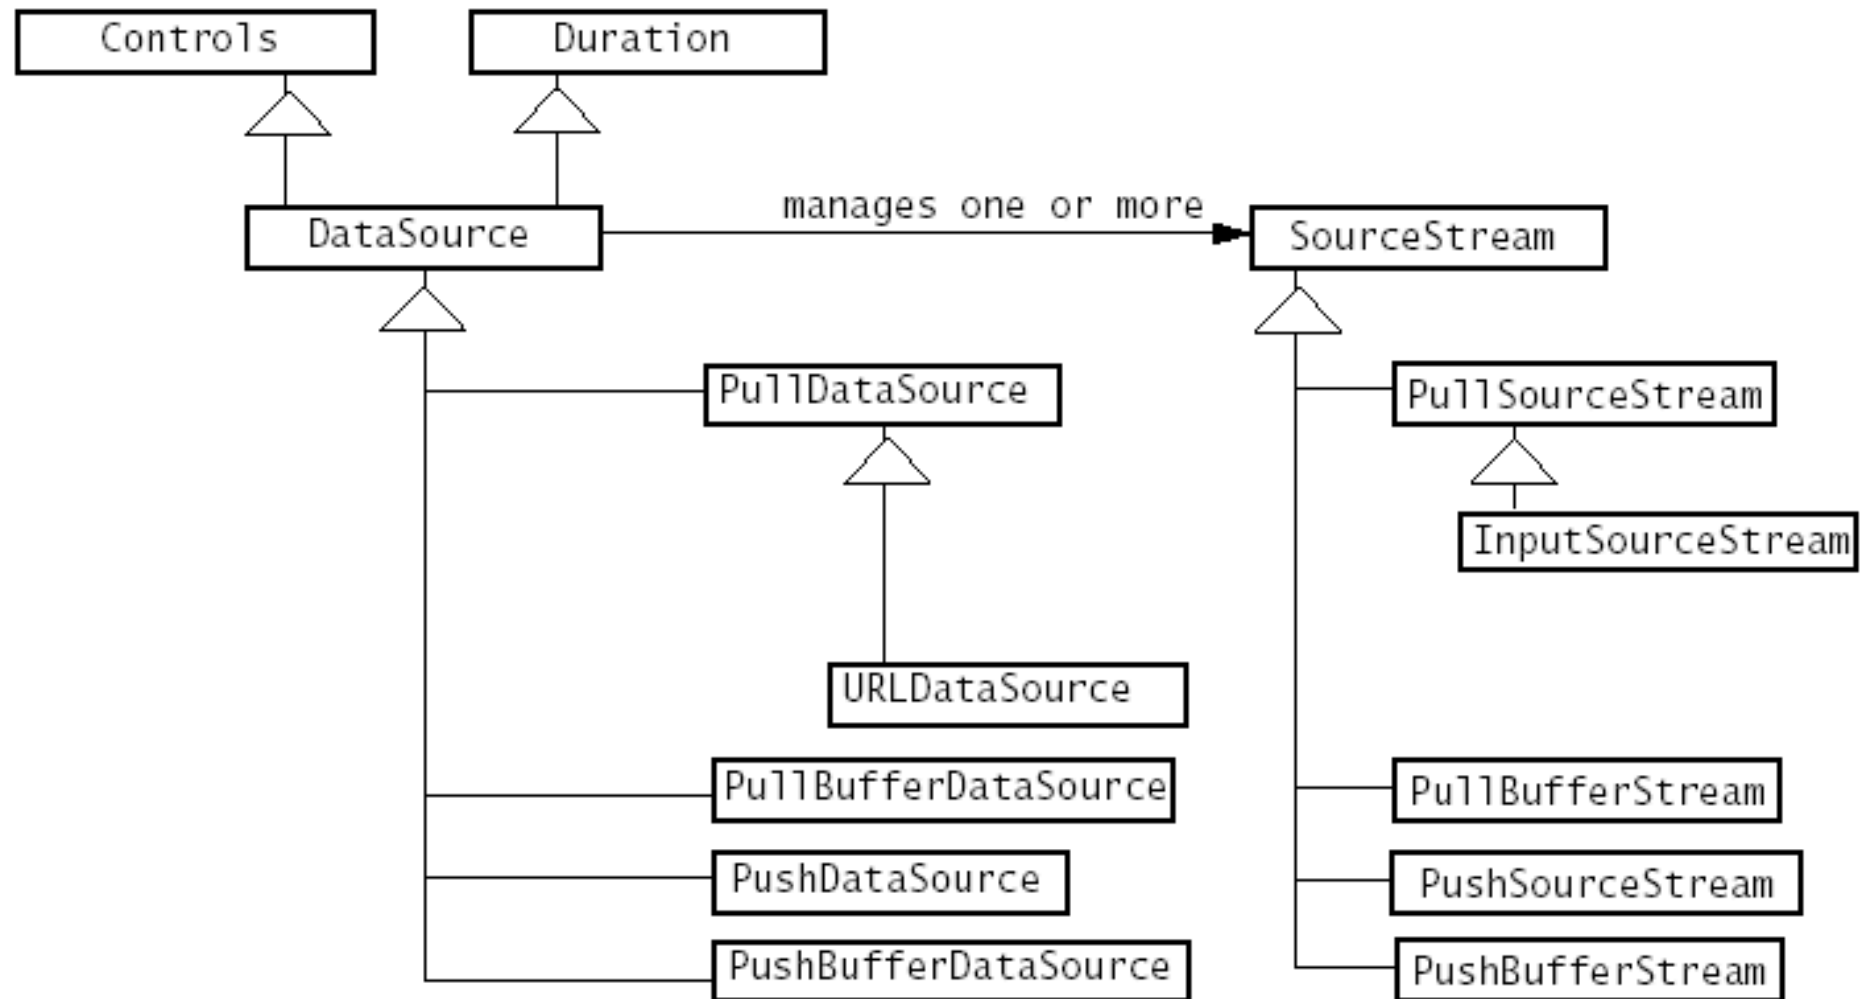 Controls
Duration
manages one or more
DataSource
SourceStream
PullDataSource
PullSourceStream
InputSourceStream
URLDataSource
PullBufferDataSource
PullBufferStream
PushDataSource
PushSourceStream
PushBufferDataSource
PushBufferStream